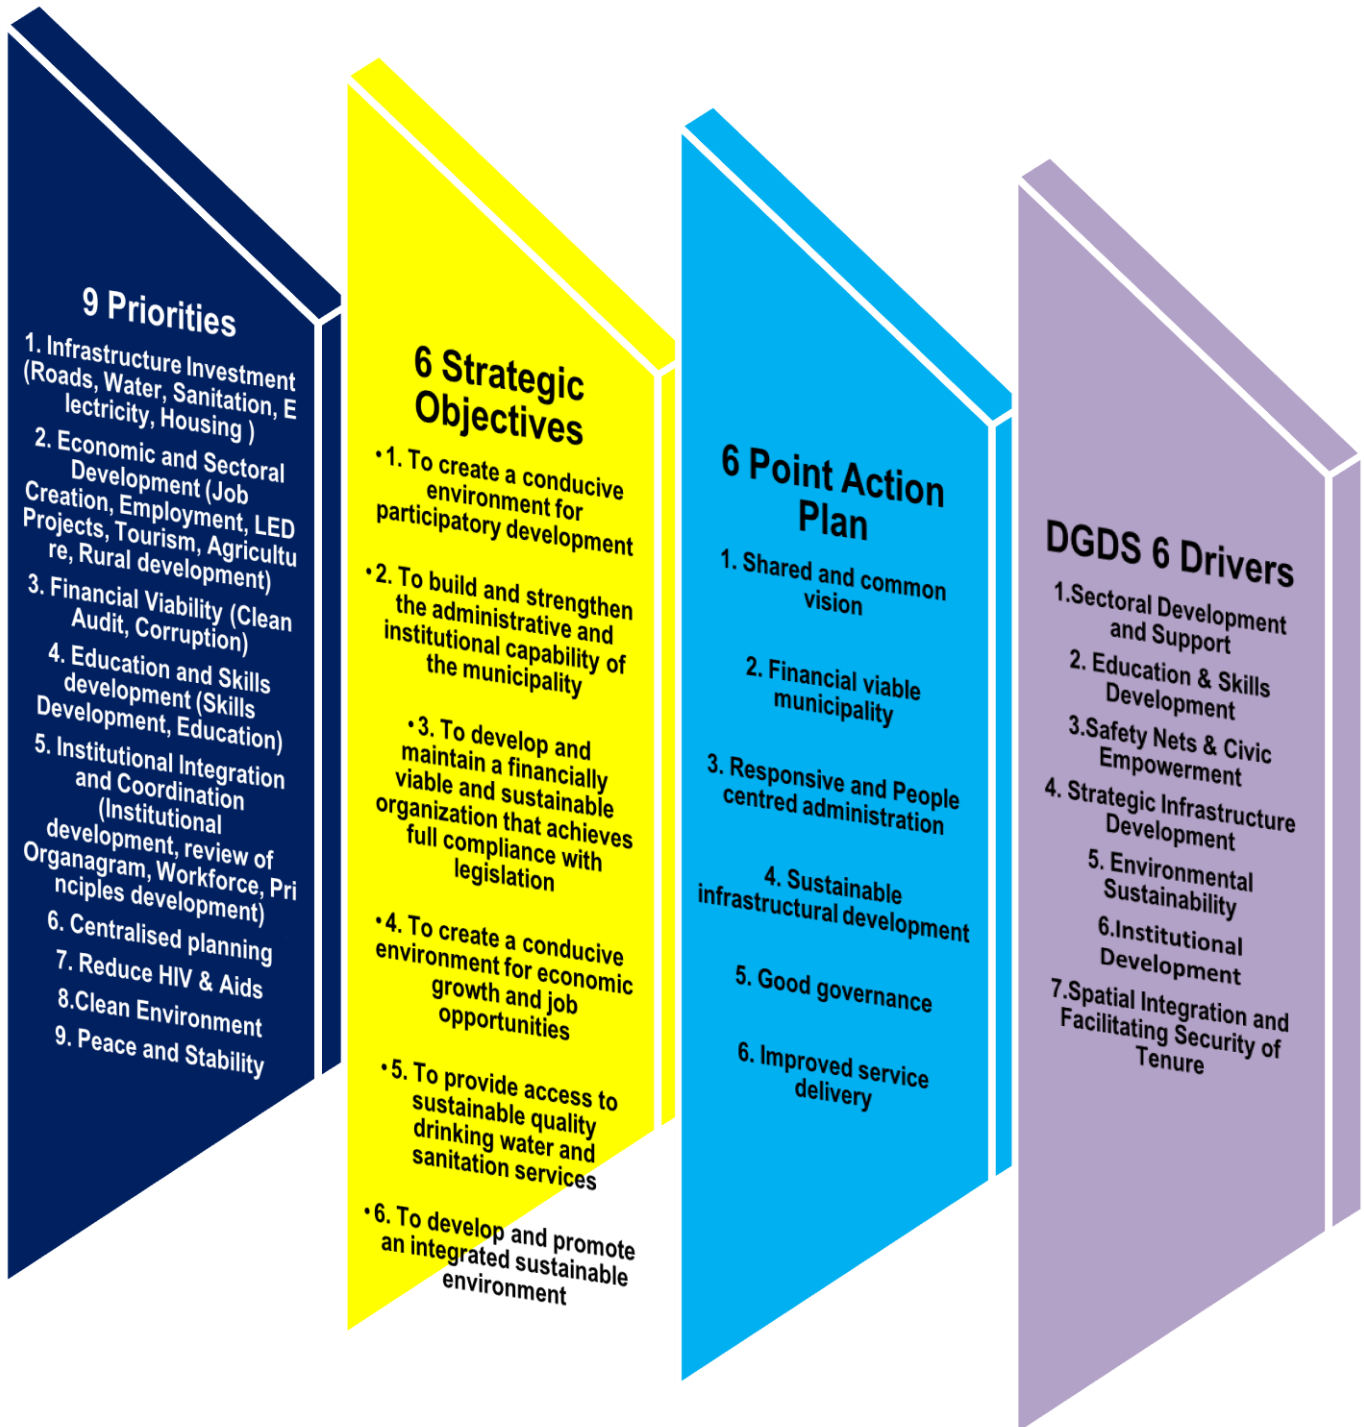 9 Priorities
1. Infrastructure Investment
(Roads, Water, Sanitation, E
lectricity, Housing )
2. Economic and Sectoral
Development (Job
Creation, Employment, LED
Projects, Tourism, Agricultu
re, Rural development)
3. Financial Viability (Clean
Audit, Corruption)
4. Education and Skills
development (Skills
Development, Education)
5. Institutional Integration
and Coordination
(Institutional
development, review of
Organagram, Workforce, Pri
nciples development)
6. Centralised planning
7. Reduce HIV & Aids
8.Clean Environment
9. Peace and Stability
6 Strategic
Objectives
•1. To create a conducive
environment for
participatory development
•2. To build and strengthen
the administrative and
institutional capability of
the municipality
•3. To develop and
maintain a financially
viable and sustainable
organization that achieves
full compliance with
legislation
•4. To create a conducive
environment for economic
growth and job
opportunities
•5. To provide access to
sustainable quality
drinking water and
sanitation services
•6. To develop and promote
an integrated sustainable
environment
6 Point Action
Plan
1. Shared and common
vision
2. Financial viable
municipality
3. Responsive and People
centred administration
4. Sustainable
infrastructural development
5. Good governance
6. Improved service
delivery
DGDS 6 Drivers
1.Sectoral Development
and Support
2. Education & Skills
Development
3.Safety Nets & Civic
Empowerment
4. Strategic Infrastructure
Development
5. Environmental
Sustainability
6.Institutional
Development
7.Spatial Integration and
Facilitating Security of
Tenure